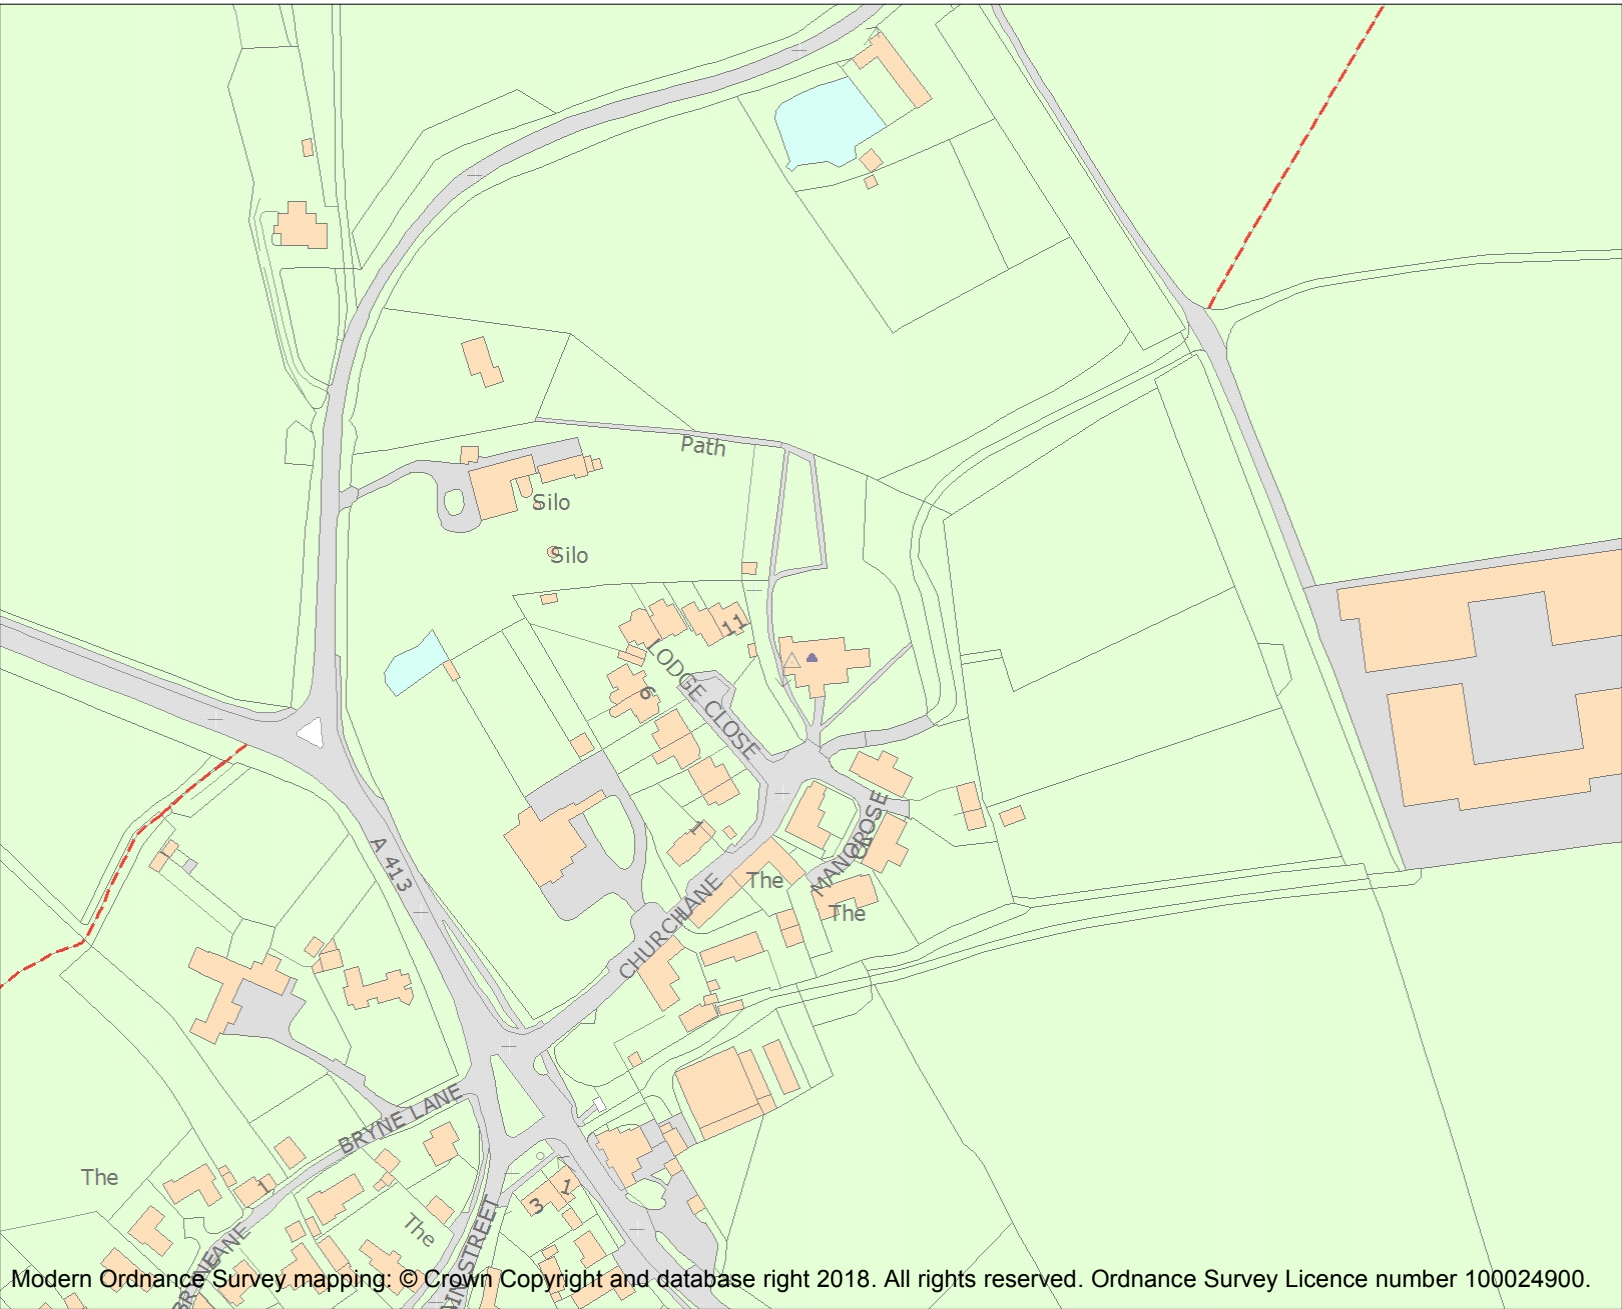 Path
Silo
Silo
11
LODGE CLOSE
6
A 413
1
MANOR
CHURCH LANE
The
The
BRYNE LANE
The
1
The
3
1
Modern Ordnance Survey mapping: © Crown Copyright and database right 2018. All rights reserved. Ordnance Survey Licence number 100024900.